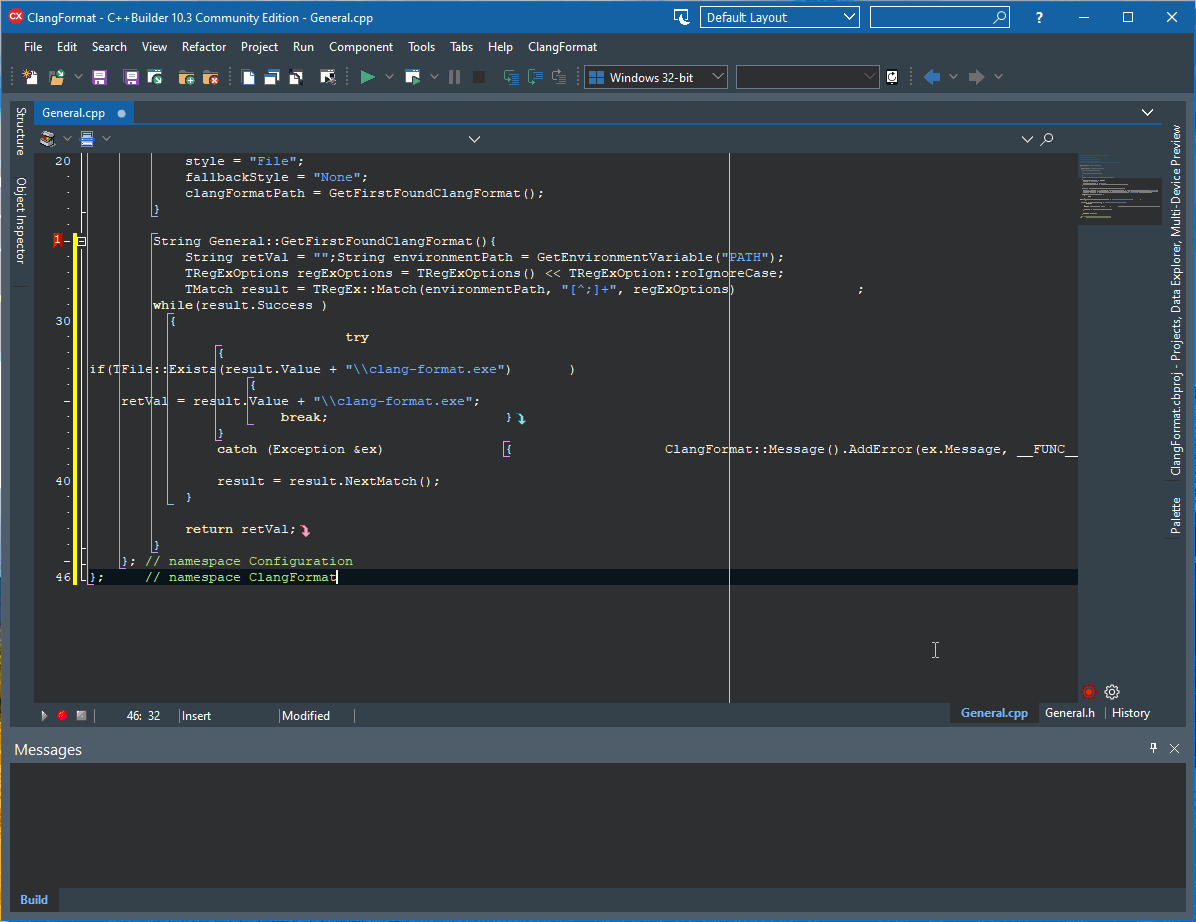 ClangFormat - C++Builder 10.3 Community Edition - General.cpp
Default Layout
?
File Edit Search View Refactor Project Run Component Tools Tabs Help ClangFormat
Windows 32-bit
Structure
Object Inspector
General.cpp
20 style = "File";
fallbackStyle = "None";
clangFormatPath = GetFirstFoundClangFormat();
}
1 String General::GetFirstFoundClangFormat(){
String retVal = "";String environmentPath = GetEnvironmentVariable("PATH");
TRegExOptions regExOptions = TRegExOptions() << TRegExOption::roIgnoreCase;
TMatch result = TRegEx::Match(environmentPath, "[^;]+", regExOptions) ;
while(result.Success )
30 {
try
{
if(TFile::Exists(result.Value + "\\clang-format.exe") )
{
retVal = result.Value + "\\clang-format.exe";
break; }
}
catch (Exception &ex) { ClangFormat::Message().AddError(ex.Message, __FUNC__
40 result = result.NextMatch();
}
return retVal;
}
}; // namespace Configuration
46 }; // namespace ClangFormat
46: 32 Insert Modified
General.cpp General.h History
ClangFormat.cbproj - Projects, Data Explorer, Multi-Device Preview
Palette
Messages
Build